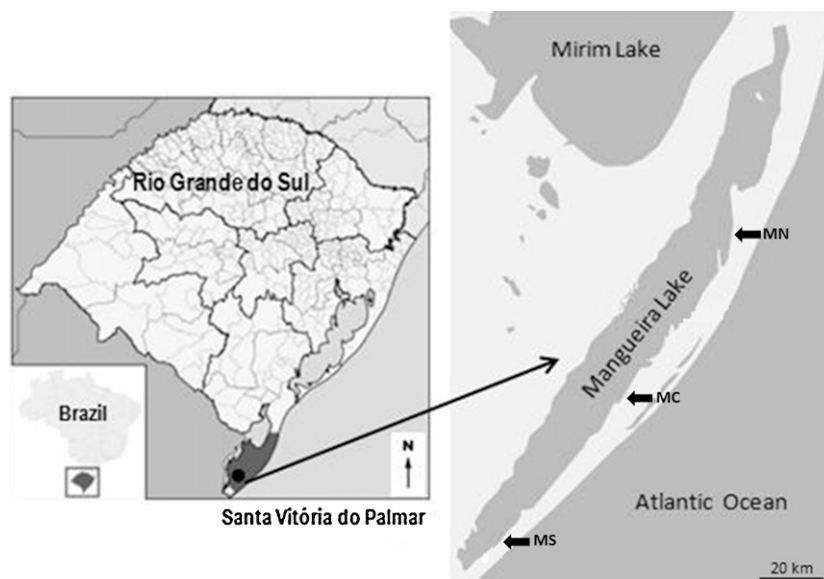 Rio Grande do Sul
Brazil
N
Santa Vitória do Palmar
Mirim Lake
MN
Mangueira Lake
MC
Atlantic Ocean
MS
20 km